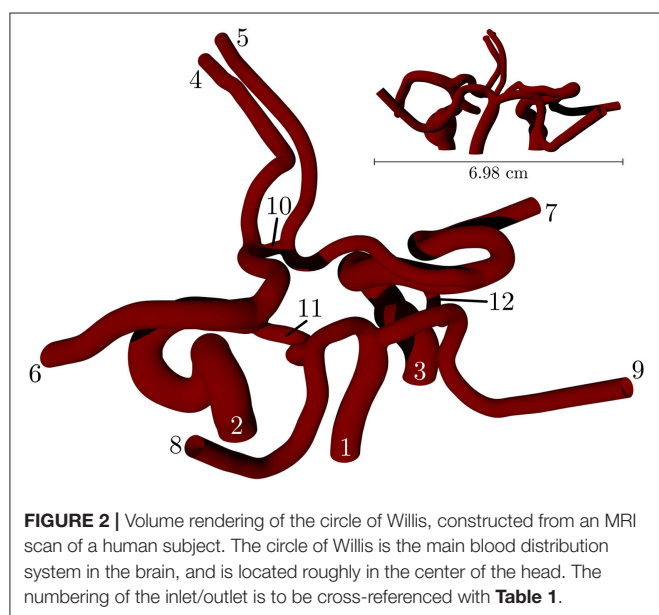 5
4
6.98 cm
10
7
11
12
6
3
9
2
8
1
FIGURE 2 | Volume rendering of the circle of Willis, constructed from an MRI
scan of a human subject. The circle of Willis is the main blood distribution
system in the brain, and is located roughly in the center of the head. The
numbering of the inlet/outlet is to be cross-referenced with Table 1.